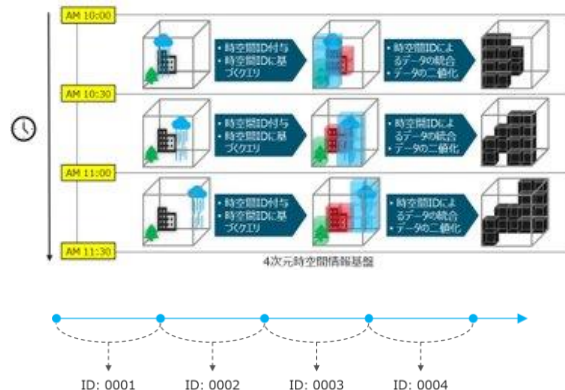 AM 10:00
・時空間ID付与
・時空間IDに基
づくクエリ
・時空間IDによ
るデータの統合
・データの二値化
AM 10:30
・時空間ID付与
・時空間IDに基
づくクエリ
・時空間IDによ
るデータの統合
・データの二値化
AM 11:00
・時空間ID付与
・時空間IDに基
づくクエリ
・時空間IDによ
るデータの統合
・データの二値化
AM 11:30
4次元時空間情報基盤
ID: 0001
ID: 0002
ID: 0003
ID: 0004